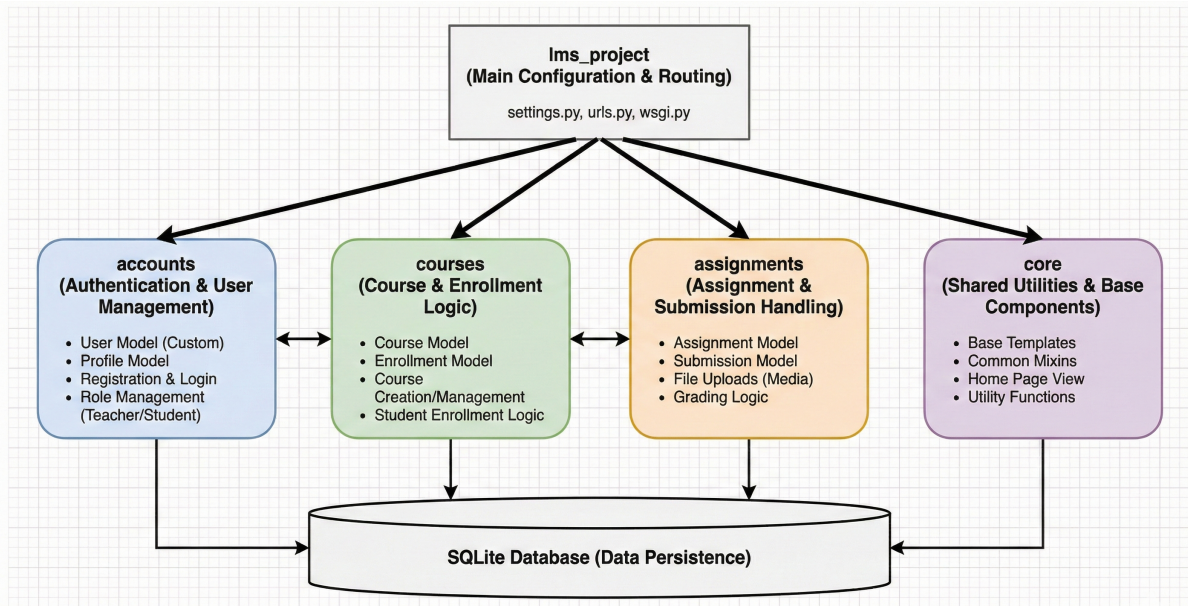 lms_project
(Main Configuration & Routing)
settings.py, urls.py, wsgi.py
accounts
(Authentication & User
Management)
• User Model (Custom)
• Profile Model
• Registration & Login
• Role Management
(Teacher/Student)
courses
(Course & Enrollment
Logic)
• Course Model
• Enrollment Model
• Course
Creation/Management
• Student Enrollment Logic
assignments
(Assignment &
Submission Handling)
• Assignment Model
• Submission Model
• File Uploads (Media)
• Grading Logic
core
(Shared Utilities & Base
Components)
• Base Templates
• Common Mixins
• Home Page View
• Utility Functions
SQLite Database (Data Persistence)